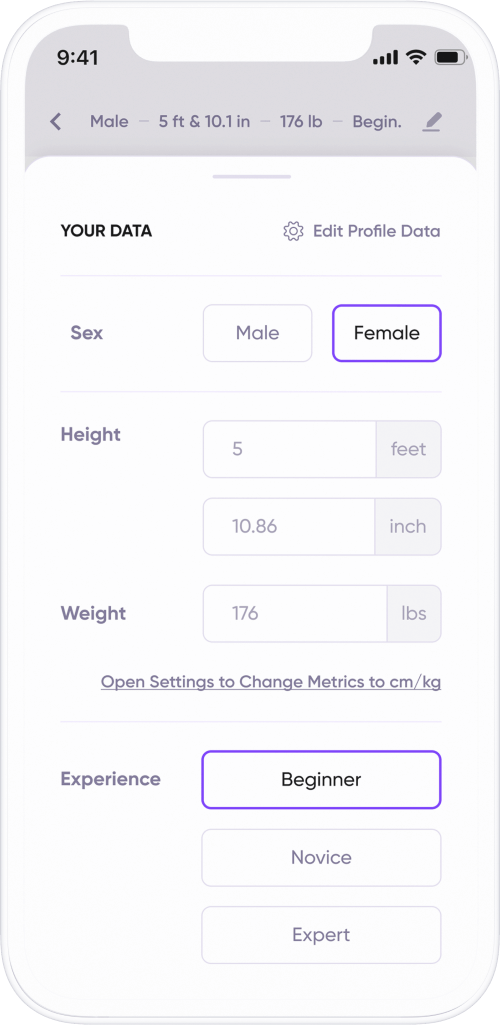 9:41
Male – 5 ft & 10.1 in – 176 lb – Begin.
YOUR DATA Edit Profile Data
Sex Male Female
Height 5 feet
10.86 inch
Weight 176 lbs
Open Settings to Change Metrics to cm/kg
Experience Beginner
Novice
Expert